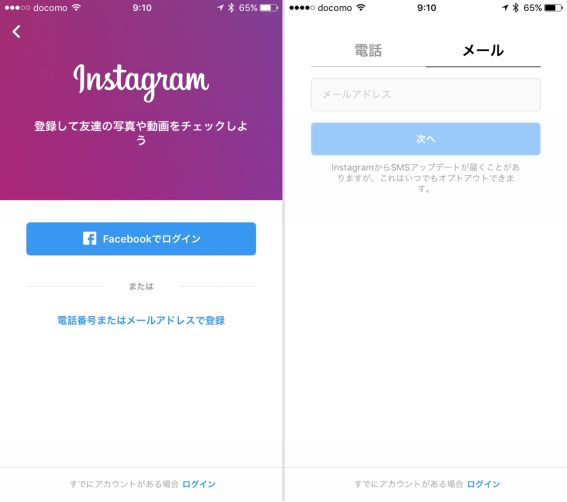 docomo 9:10 65%
Instagram
登録して友達の写真や動画をチェックしよ
う
Facebookでログイン
または
電話番号またはメールアドレスで登録
すでにアカウントがある場合 ログイン
docomo 9:10 65%
電話 メール
メールアドレス
次へ
InstagramからSMSアップデートが届くことがあ
りますが、これはいつでもオプトアウトできま
す。
すでにアカウントがある場合 ログイン